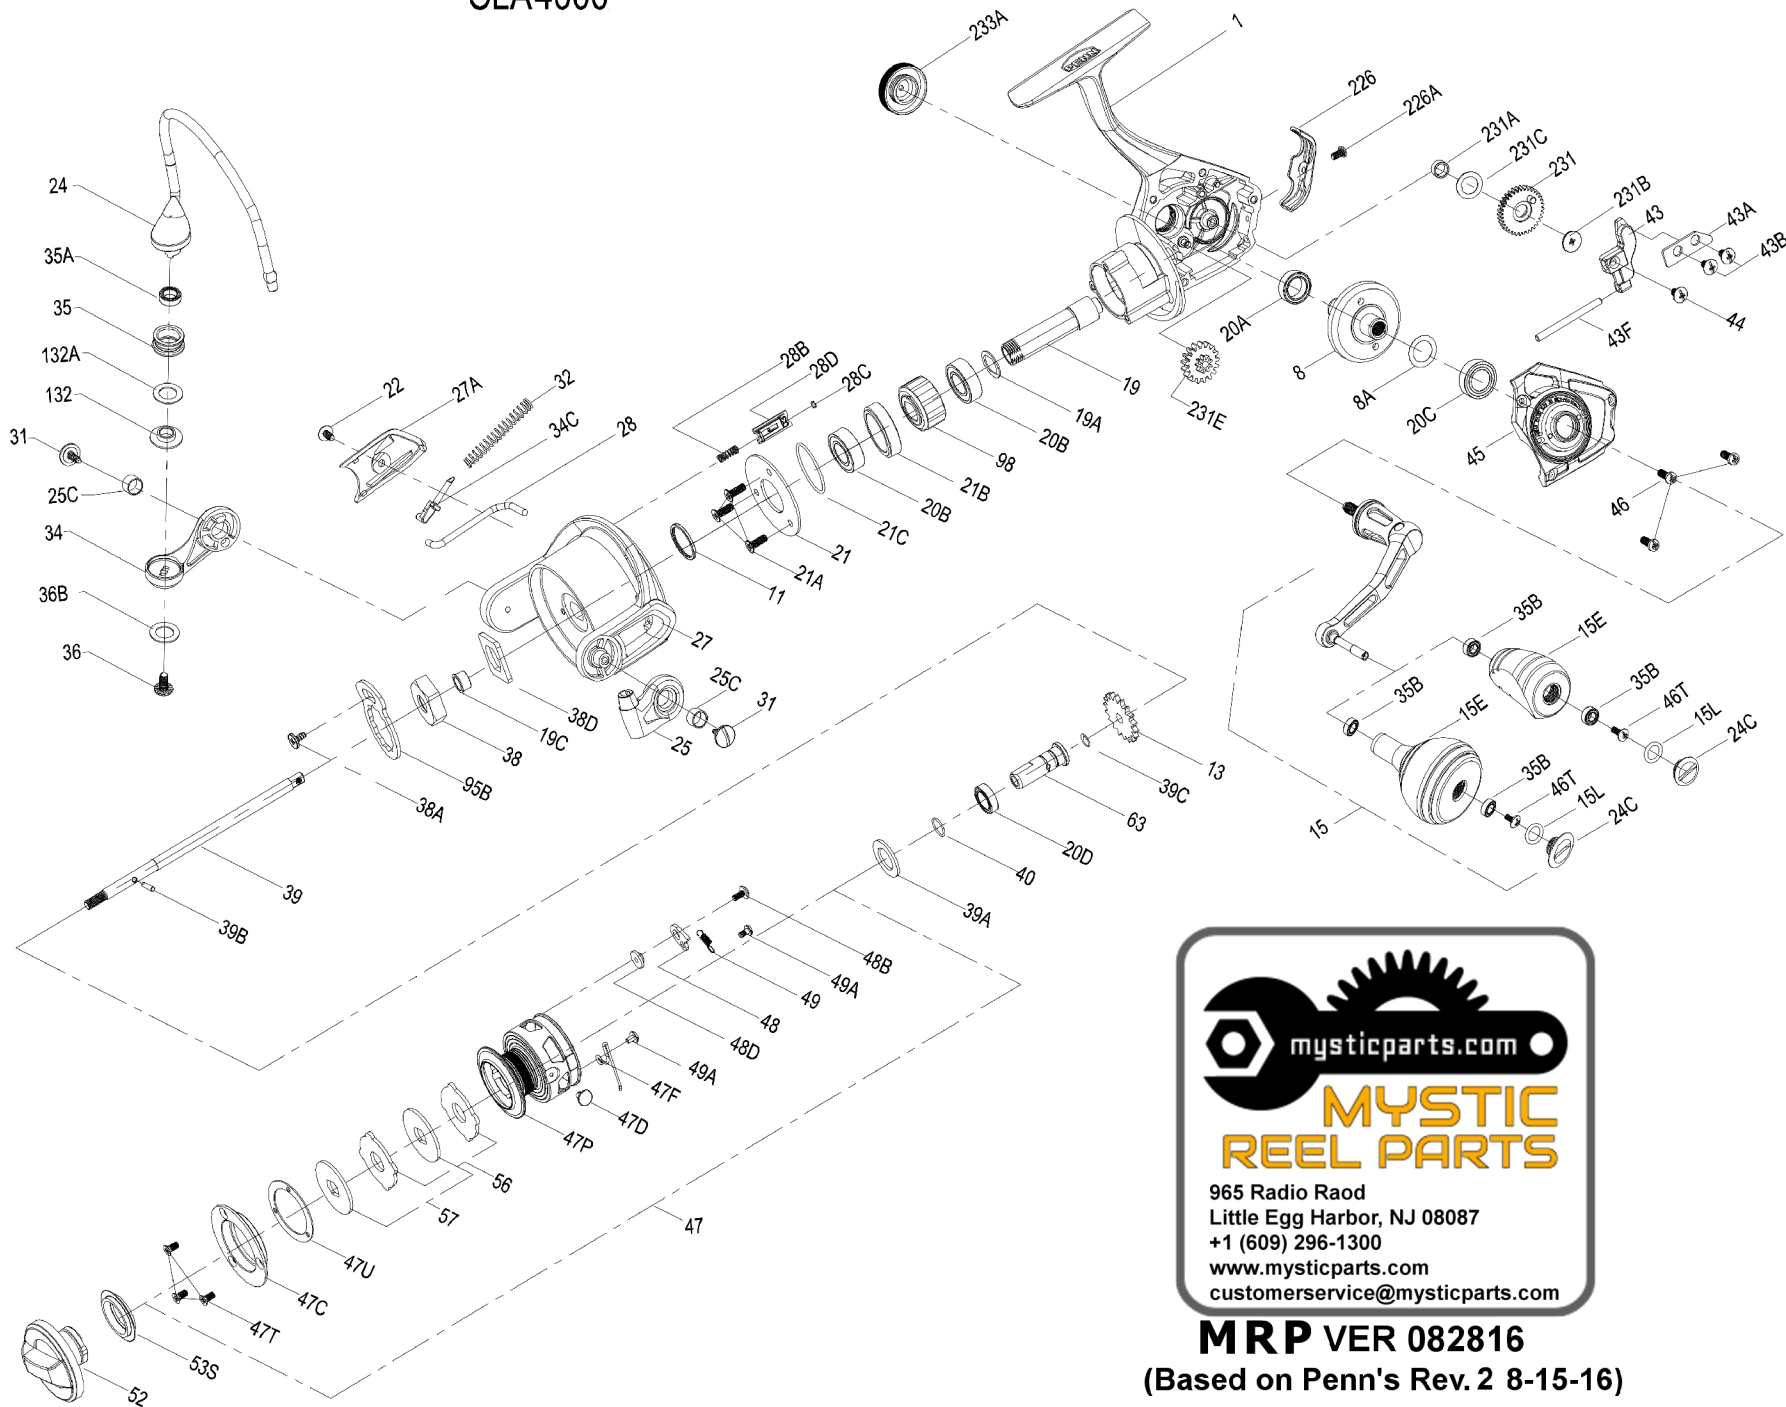 233A
1
226
226A
231A
231C
231
231B
43
43A
43B
24
35A
35
132A
132
31
25C
34
36B
36
22
27A
32
34C
28
28B
28D
28C
20A
8
8A
20C
43F
44
45
46
19
19A
231E
20B
98
21B
20B
21C
21
21A
11
27
25C
31
25
38D
19C
38
95B
38A
39
39B
35B
15E
35B
46T
15L
24C
35B
15E
35B
46T
15L
24C
15
13
39C
63
20D
40
39A
48B
49A
49
48
48D
49A
47F
47D
47P
56
57
47
47U
47C
47T
53S
52
PENN
mysticparts.com
MYSTIC
REEL PARTS
965 Radio Raod
Little Egg Harbor, NJ 08087
+1 (609) 296-1300
www.mysticparts.com
customerservice@mysticparts.com
MRP VER 082816
(Based on Penn's Rev. 2 8-15-16)